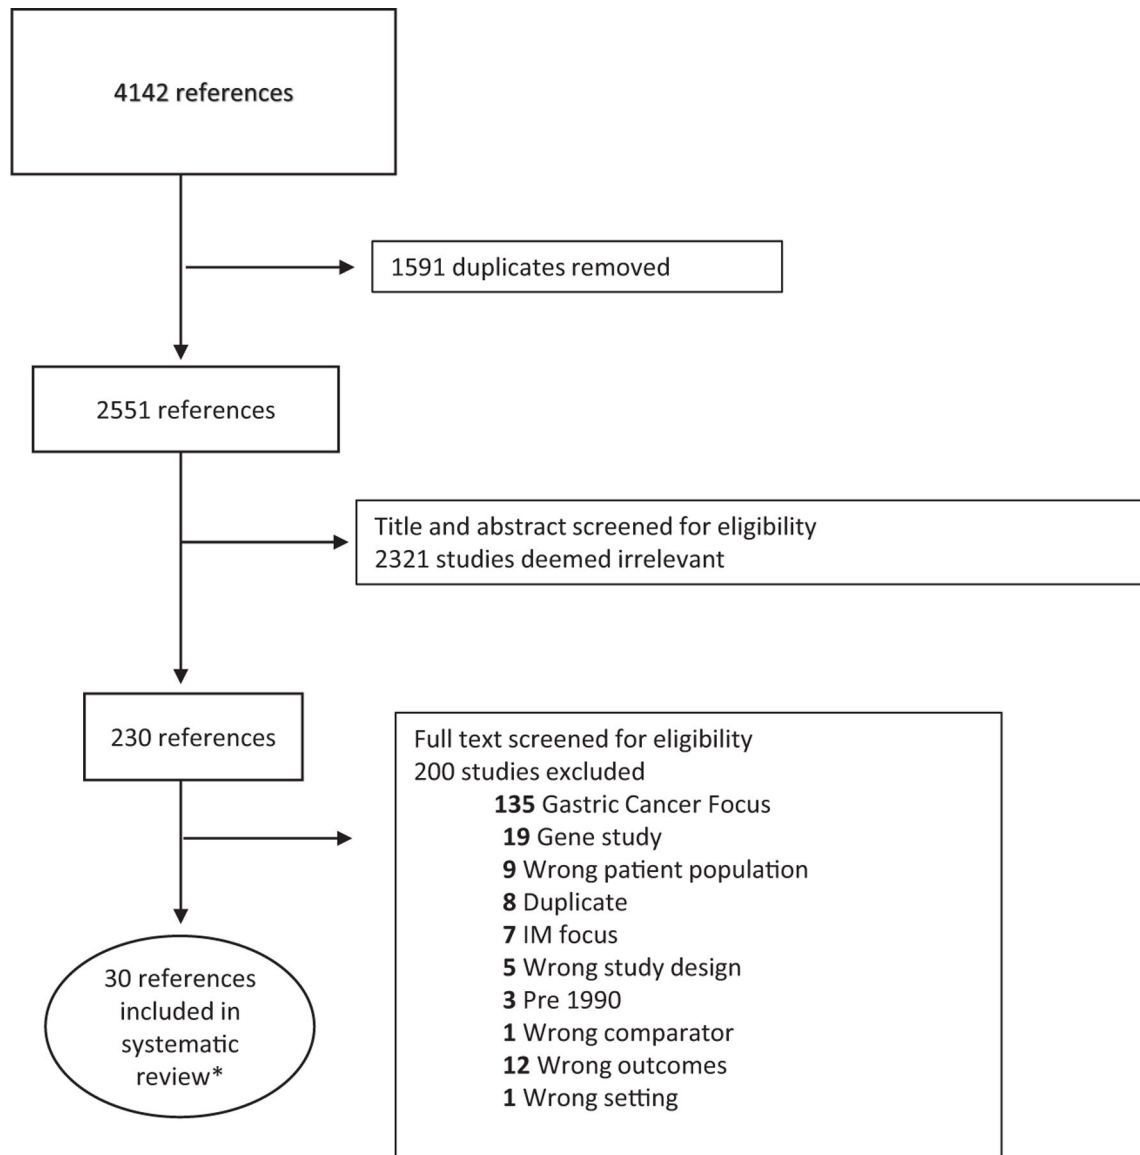 4142 references
1591 duplicates removed
2551 references
Title and abstract screened for eligibility
2321 studies deemed irrelevant
230 references
Full text screened for eligibility
200 studies excluded
135 Gastric Cancer Focus
19 Gene study
9 Wrong patient population
8 Duplicate
7 IM focus
5 Wrong study design
3 Pre 1990
1 Wrong comparator
12 Wrong outcomes
1 Wrong setting
30 references
included in
systematic
review*